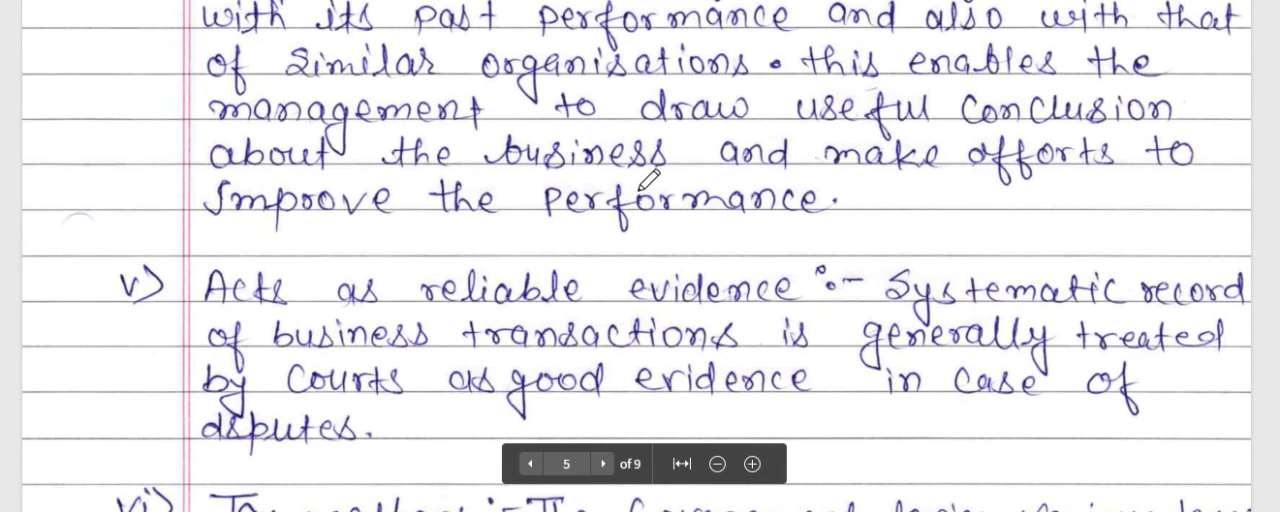 with its past performance and also with that
of similar organisations. this enables the
management to draw useful conclusion
about the business and make efforts to
Improove the performance.
v) Acts as reliable evidence :- Systematic record
of business transactions is generally treated
by courts as good evidence in case of
disputes.
5 of 9
vi)